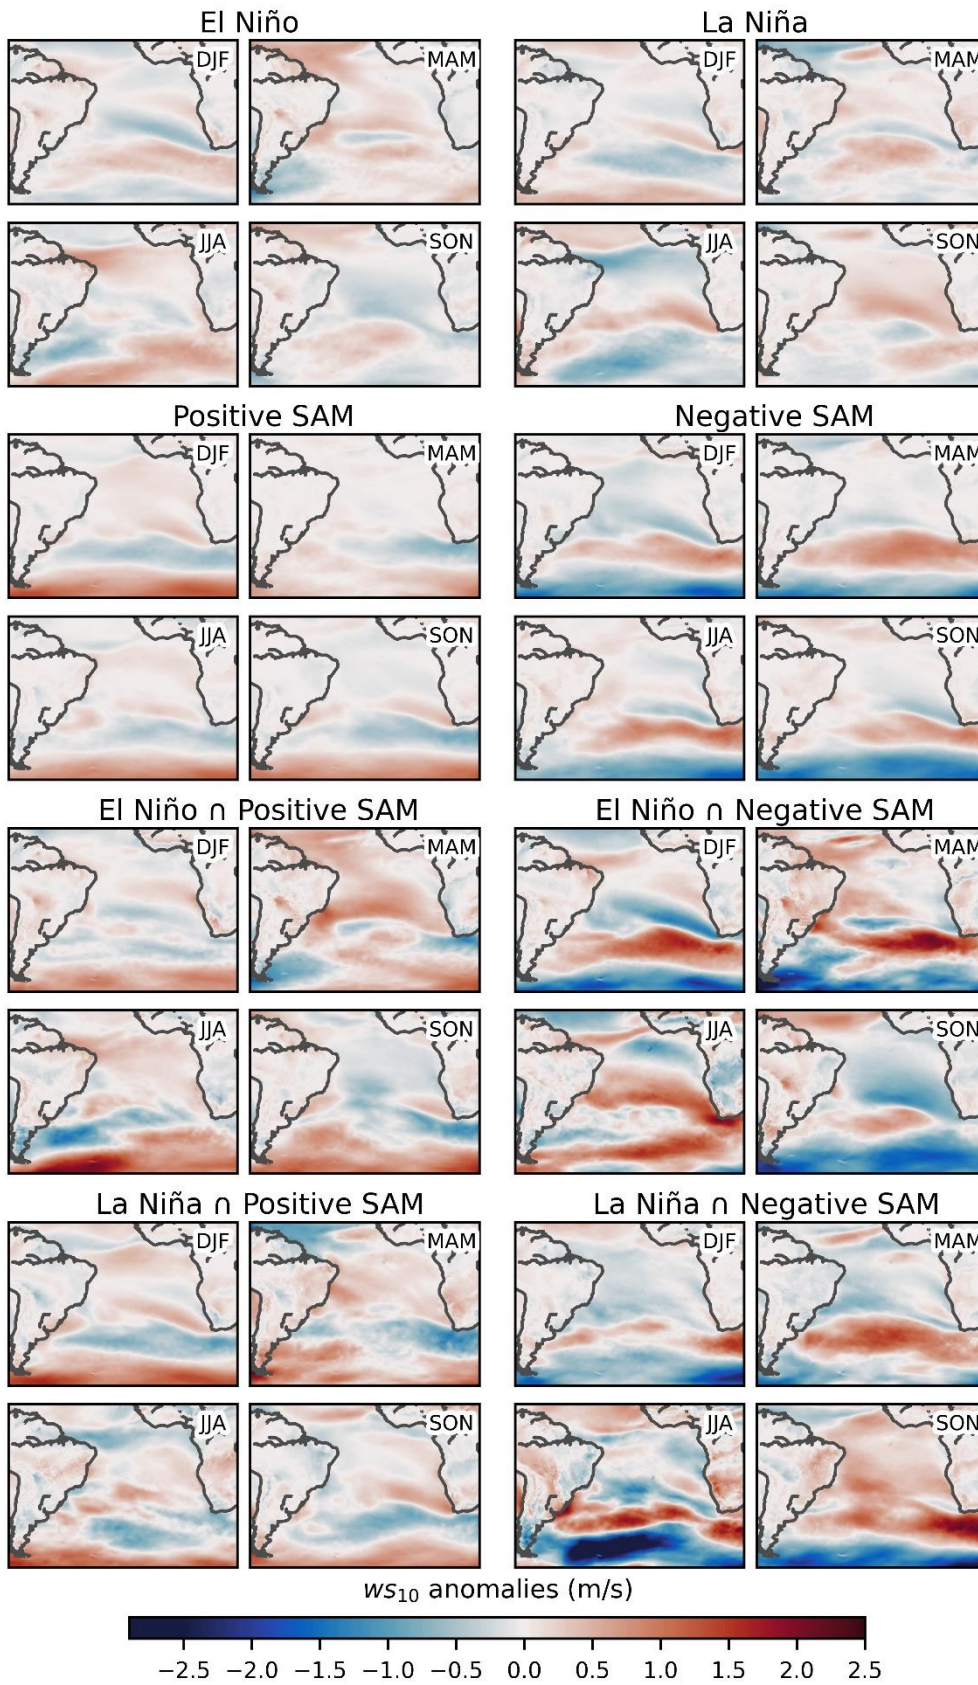 El Niño
La Niña
DJF
MAM
DJF
MAM
JJA
SON
JJA
SON
Positive SAM
Negative SAM
DJF
MAM
DJF
MAM
JJA
SON
JJA
SON
El Niño ∩ Positive SAM
El Niño ∩ Negative SAM
DJF
MAM
DJF
MAM
JJA
SON
JJA
SON
La Niña ∩ Positive SAM
La Niña ∩ Negative SAM
DJF
MAM
DJF
MAM
JJA
SON
JJA
SON
ws₁₀ anomalies (m/s)
−2.5 −2.0 −1.5 −1.0 −0.5 0.0 0.5 1.0 1.5 2.0 2.5